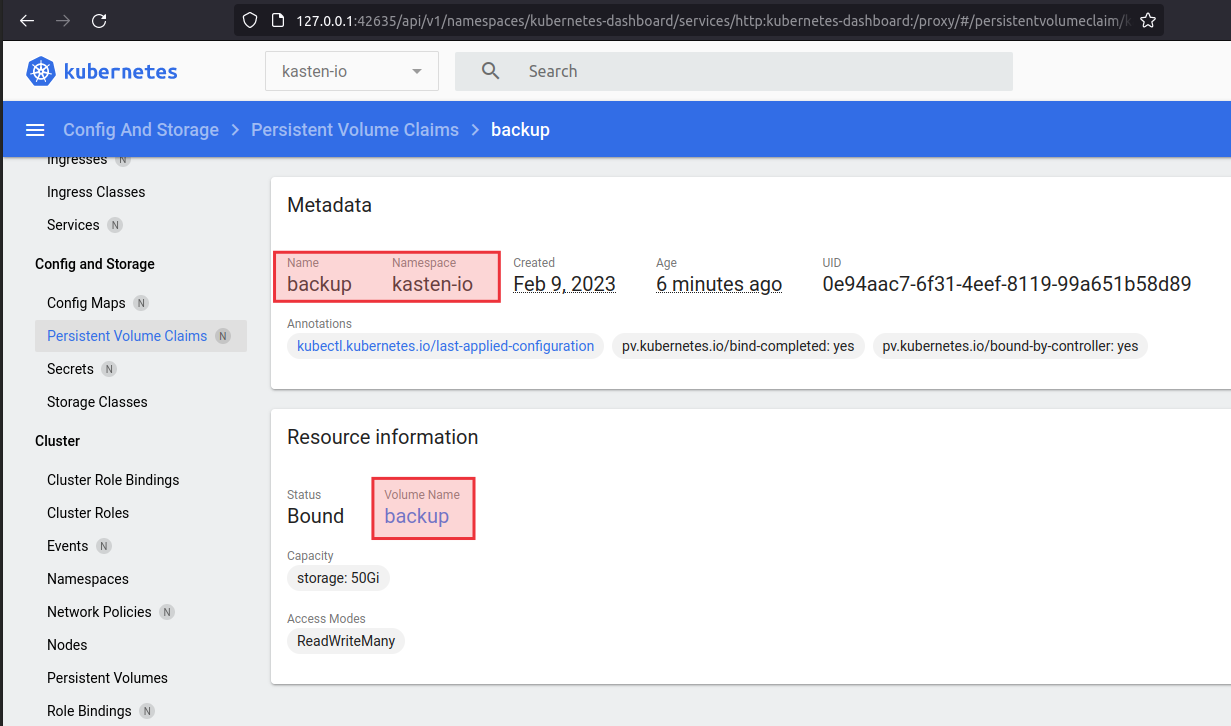 127.0.0.1:42635/api/v1/namespaces/kubernetes-dashboard/services/http:kubernetes-dashboard:/proxy/#/persistentvolumeclaim/k
kubernetes
kasten-io
Search
Config And Storage > Persistent Volume Claims > backup
Ingresses N
Ingress Classes
Services N
Config and Storage
Config Maps N
Persistent Volume Claims N
Secrets N
Storage Classes
Cluster
Cluster Role Bindings
Cluster Roles
Events N
Namespaces
Network Policies N
Nodes
Persistent Volumes
Role Bindings N
Metadata
Name Namespace Created Age UID
backup kasten-io Feb 9, 2023 6 minutes ago 0e94aac7-6f31-4eef-8119-99a651b58d89
Annotations
kubectl.kubernetes.io/last-applied-configuration pv.kubernetes.io/bind-completed: yes pv.kubernetes.io/bound-by-controller: yes
Resource information
Status Volume Name
Bound backup
Capacity
storage: 50Gi
Access Modes
ReadWriteMany